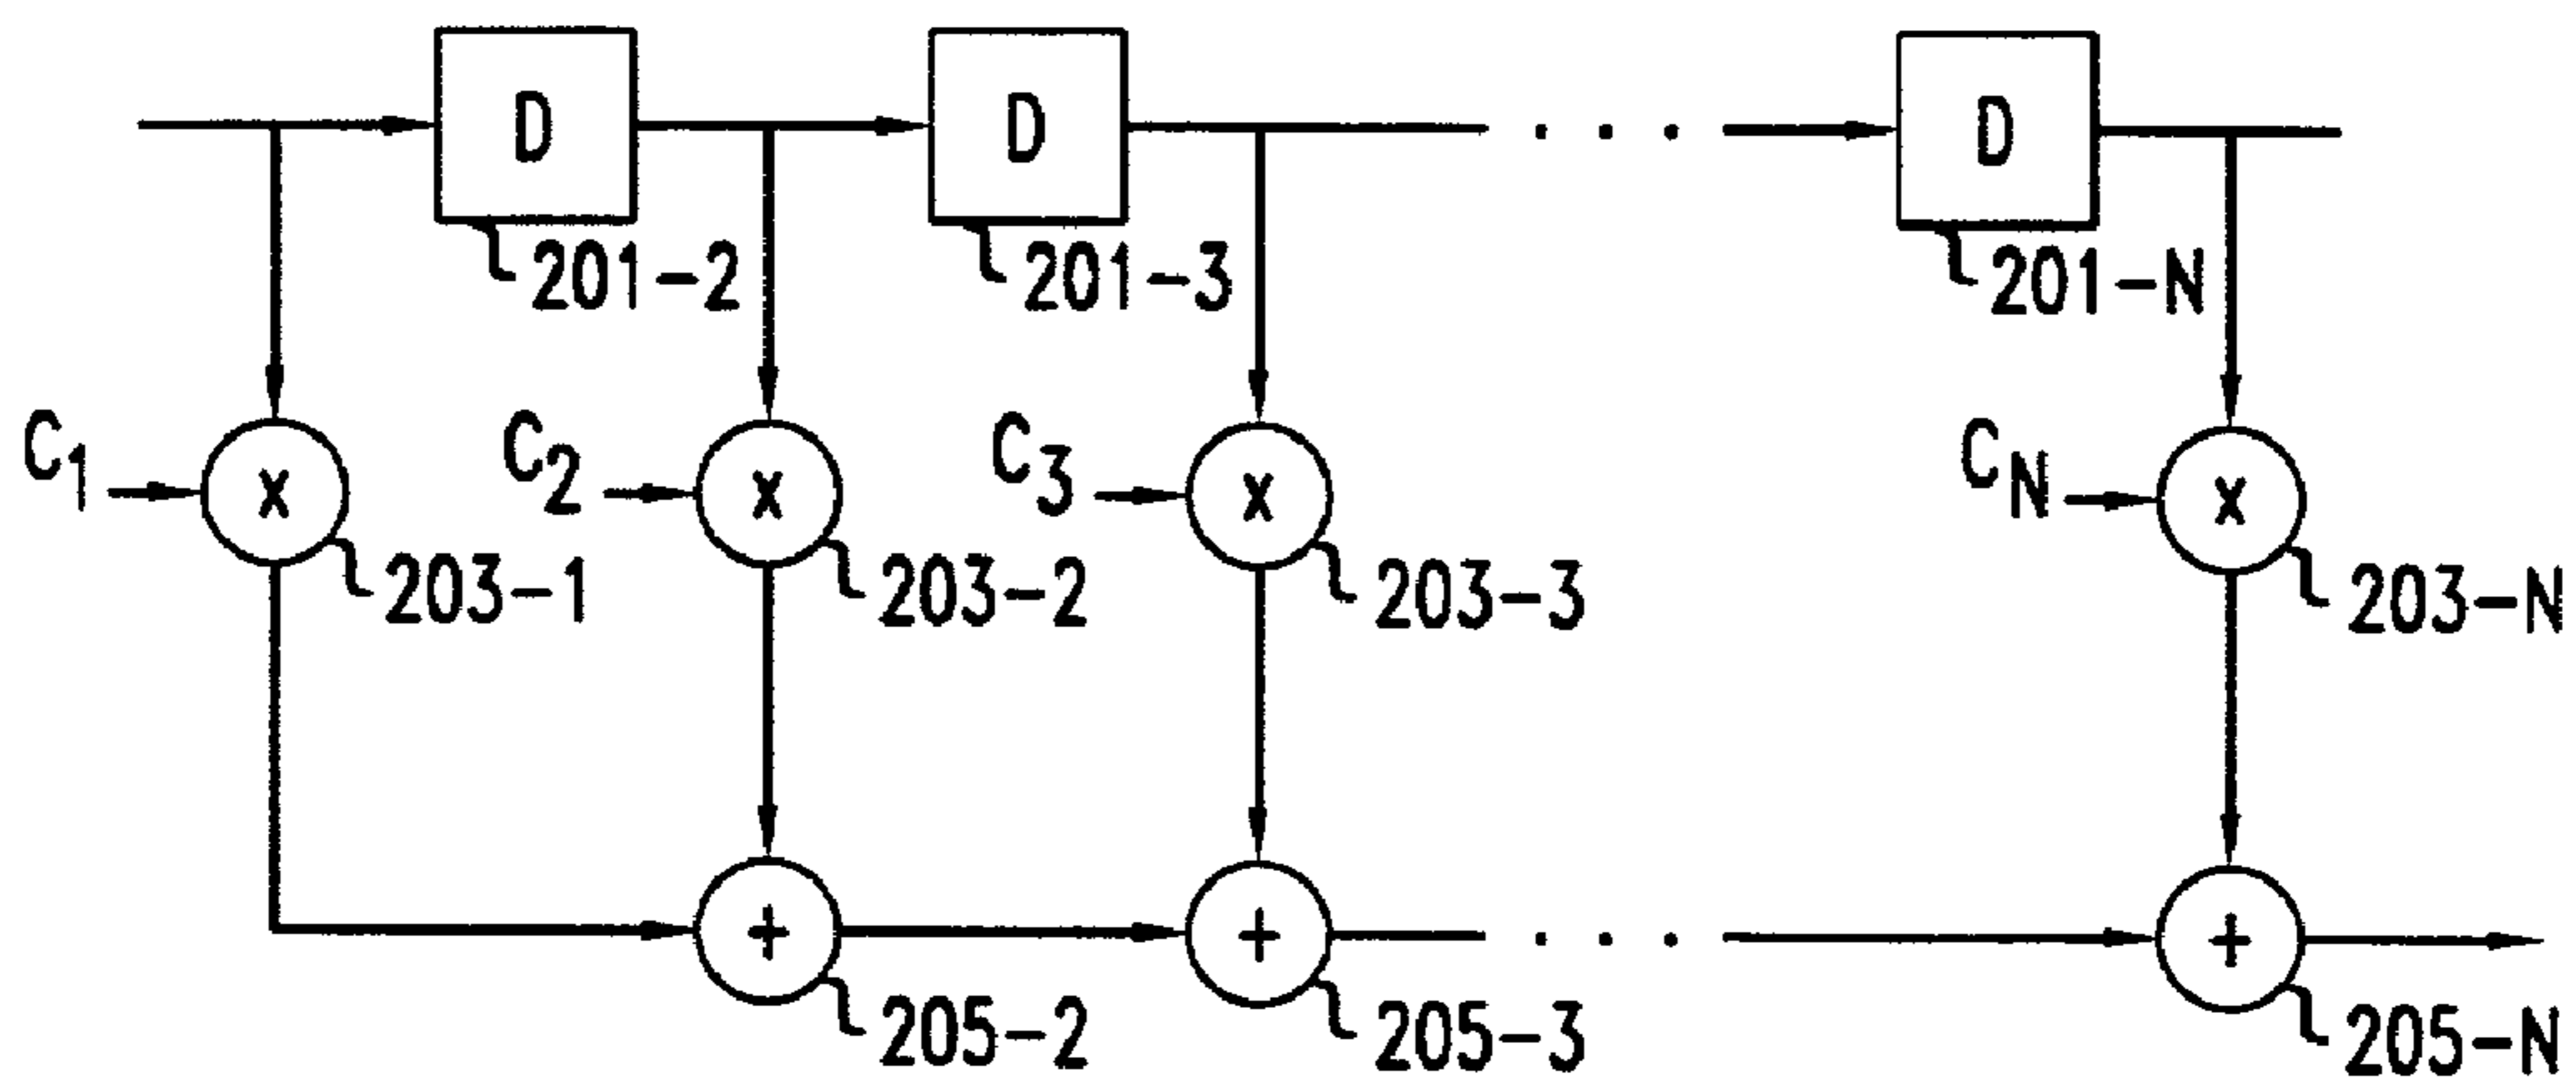 D D . . . D
201-2 201-3 201-N
C1 x C2 x C3 x CN x
203-1 203-2 203-3 203-N
+ + . . . +
205-2 205-3 205-N